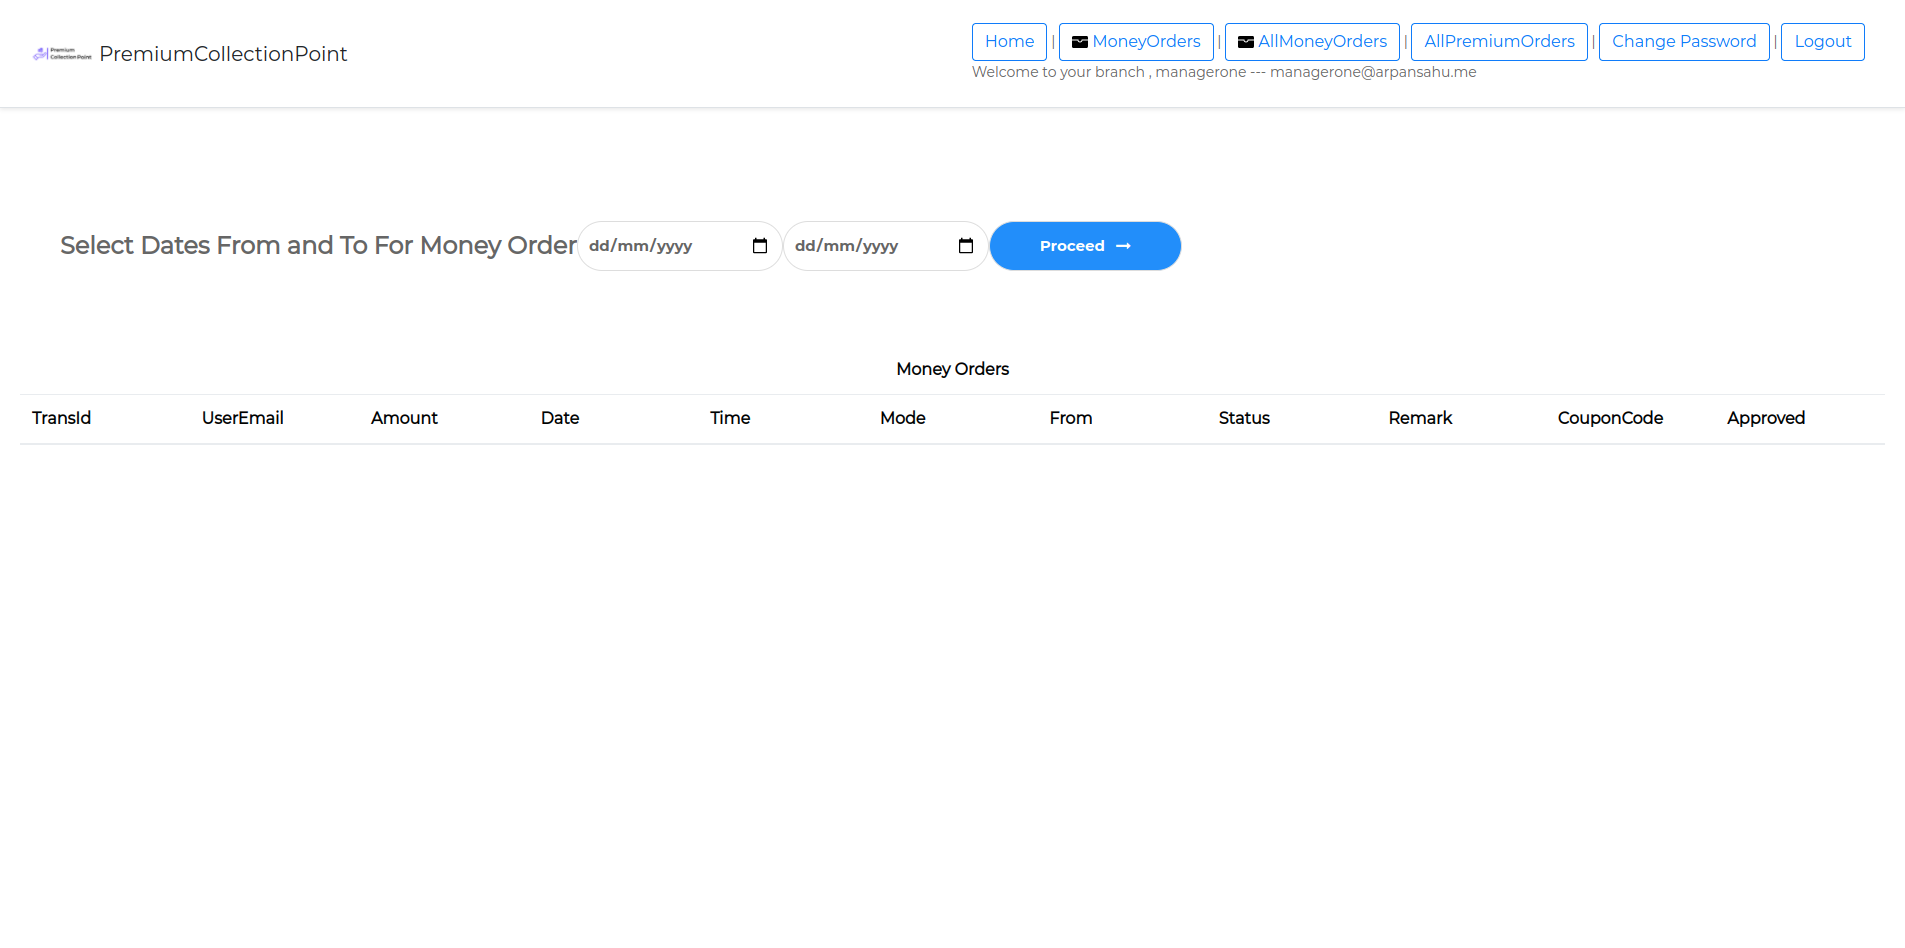 Premium
Collection Point
PremiumCollectionPoint
Home | MoneyOrders | AllMoneyOrders | AllPremiumOrders | Change Password | Logout
Welcome to your branch , managerone --- managerone@arpansahu.me
Select Dates From and To For Money Order dd/mm/yyyy dd/mm/yyyy Proceed →
Money Orders
TransId UserEmail Amount Date Time Mode From Status Remark CouponCode Approved